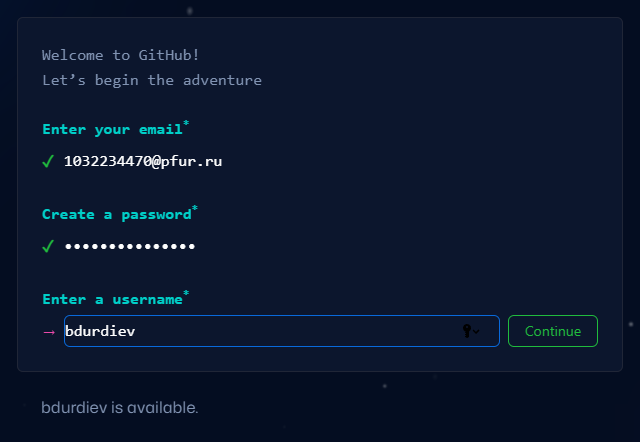 Welcome to GitHub!
Let’s begin the adventure
Enter your email*
✓ 1032234470@pfur.ru
Create a password*
✓ •••••••••••••••
Enter a username*
→ bdurdiev
Continue
bdurdiev is available.